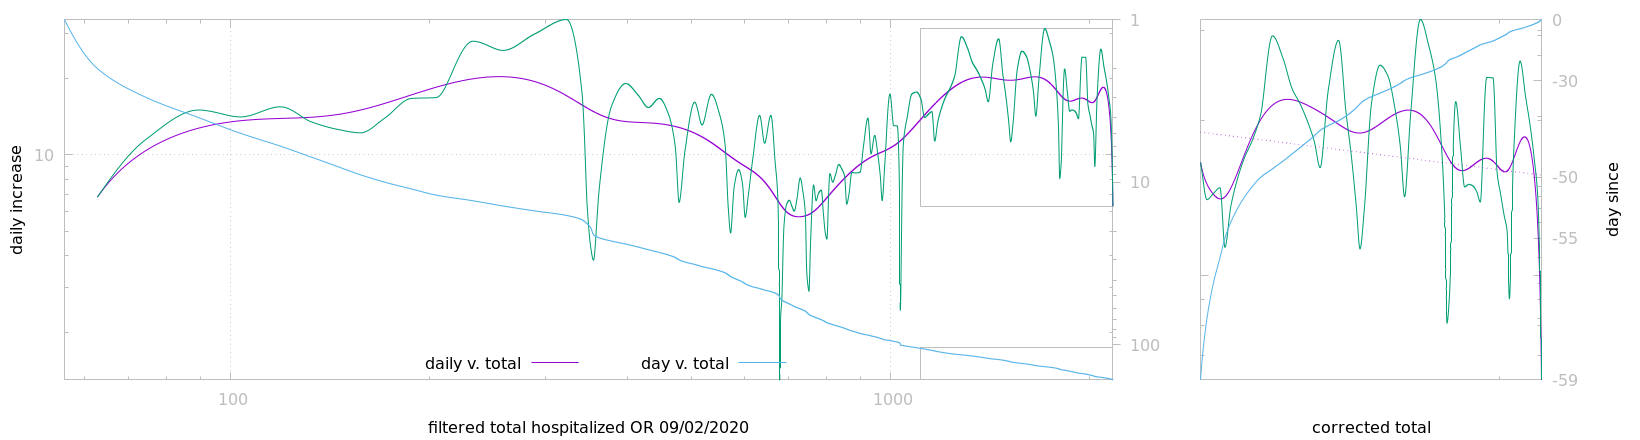 daily increase
10
100
1000
daily v. total
day v. total
filtered total hospitalized OR 09/02/2020
1
10
100
0
-30
-50
-55
-59
day since
corrected total